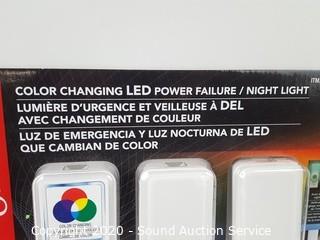 ITM.
COLOR CHANGING LED POWER FAILURE / NIGHT LIGHT
LUMIÈRE D'URGENCE ET VEILLEUSE À DEL
AVEC CHANGEMENT DE COULEUR
LUZ DE EMERGENCIA Y LUZ NOCTURNA DE LED
QUE CAMBIAN DE COLOR
Copyright 2020 - Sound Auction Service